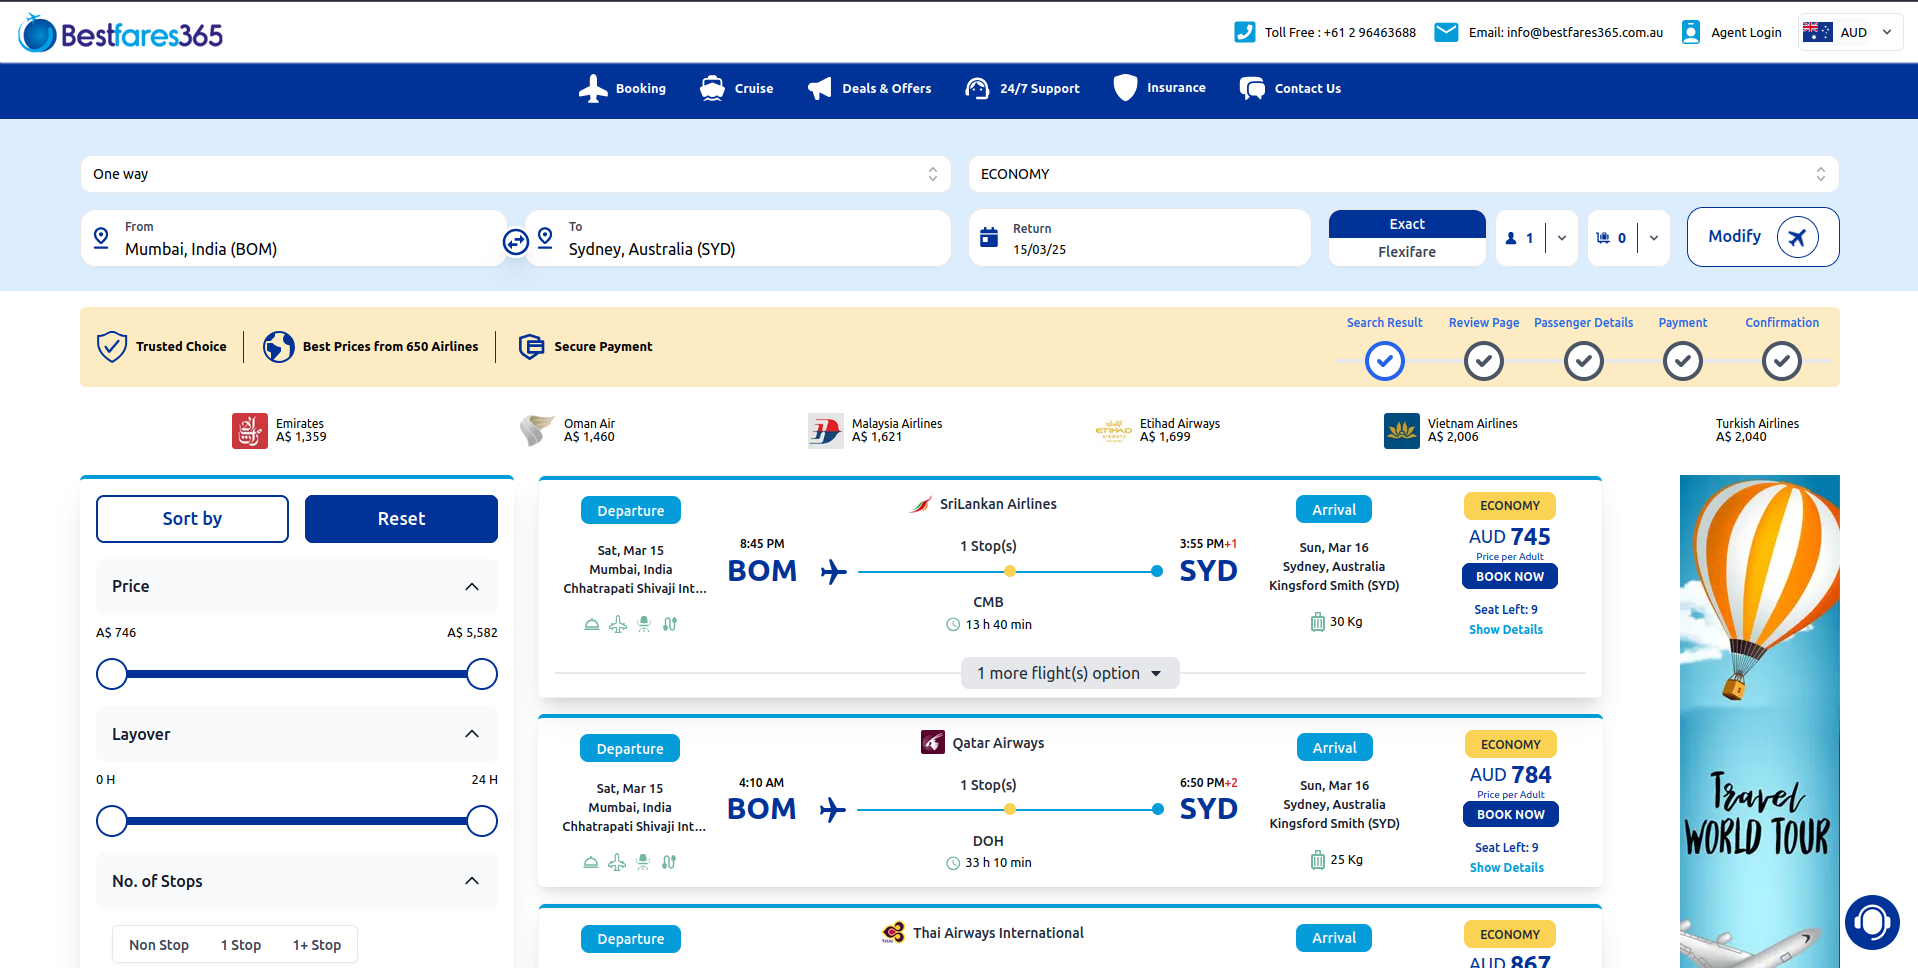 Bestfares365
Toll Free : +61 2 96463688
Email: info@bestfares365.com.au
Agent Login
AUD
Booking
Cruise
Deals & Offers
24/7 Support
Insurance
Contact Us
One way
ECONOMY
From
Mumbai, India (BOM)
To
Sydney, Australia (SYD)
Return
15/03/25
Exact
Flexifare
1
0
Modify
Trusted Choice
Best Prices from 650 Airlines
Secure Payment
Search Result
Review Page
Passenger Details
Payment
Confirmation
Emirates
A$ 1,359
Oman Air
A$ 1,460
Malaysia Airlines
A$ 1,621
ETIHAD
AIRWAYS
Etihad Airways
A$ 1,699
Vietnam Airlines
A$ 2,006
Turkish Airlines
A$ 2,040
Sort by
Reset
Price
A$ 746
A$ 5,582
Layover
0 H
24 H
No. of Stops
Non Stop
1 Stop
1+ Stop
Departure
Sat, Mar 15
Mumbai, India
Chhatrapati Shivaji Int...
8:45 PM
BOM
SriLankan Airlines
1 Stop(s)
CMB
13 h 40 min
3:55 PM+1
SYD
Arrival
Sun, Mar 16
Sydney, Australia
Kingsford Smith (SYD)
30 Kg
ECONOMY
AUD 745
Price per Adult
BOOK NOW
Seat Left: 9
Show Details
1 more flight(s) option
Departure
Sat, Mar 15
Mumbai, India
Chhatrapati Shivaji Int...
4:10 AM
BOM
Qatar Airways
1 Stop(s)
DOH
33 h 10 min
6:50 PM+2
SYD
Arrival
Sun, Mar 16
Sydney, Australia
Kingsford Smith (SYD)
25 Kg
ECONOMY
AUD 784
Price per Adult
BOOK NOW
Seat Left: 9
Show Details
Departure
THAI
Thai Airways International
Arrival
ECONOMY
AUD 867
Travel
WORLD TOUR